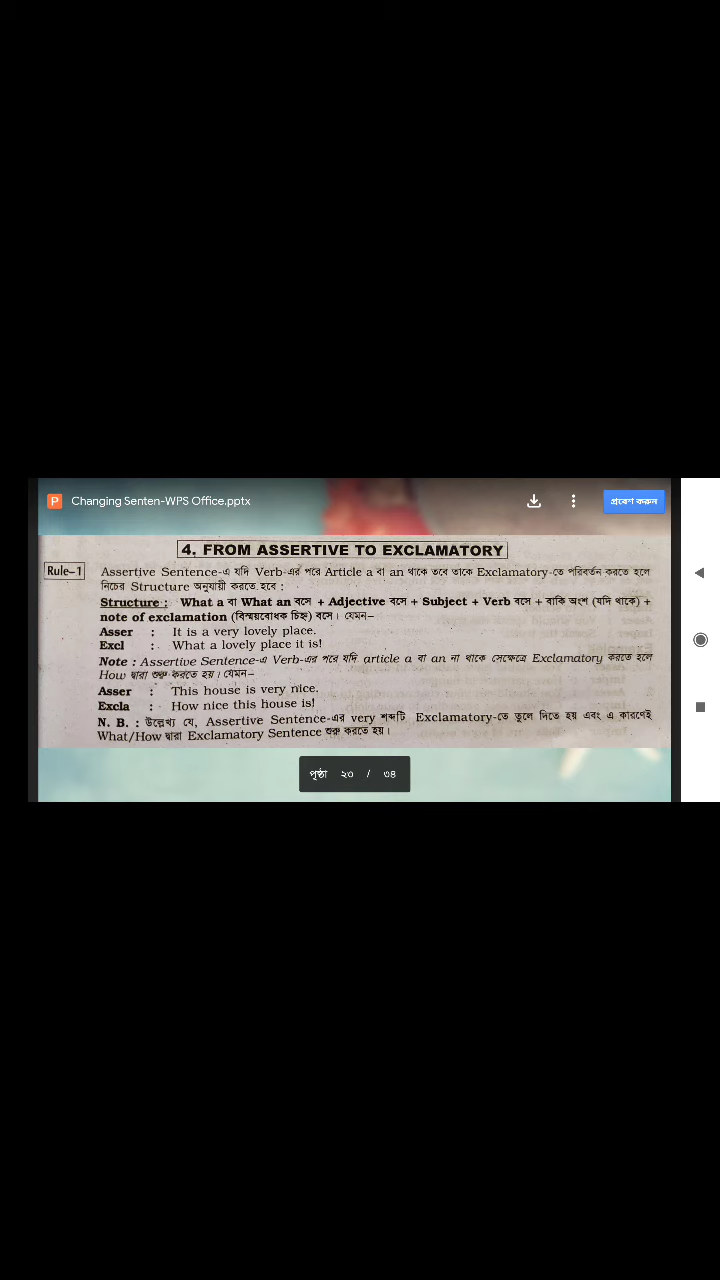 Changing Senten-WPS Office.pptx
প্রবেশ করুন
4. FROM ASSERTIVE TO EXCLAMATORY
Rule-1 Assertive Sentence-এ যদি Verb-এর পরে Article a বা an থাকে তবে তাকে Exclamatory-তে পরিবর্তন করতে হলে
নিচের Structure অনুযায়ী করতে হবে :
Structure : What a বা What an বসে + Adjective বসে + Subject + Verb বসে + বাকি অংশ (যদি থাকে) +
note of exclamation (বিস্ময়বোধক চিহ্ন) বসে। যেমন–
Asser : It is a very lovely place.
Excl : What a lovely place it is!
Note : Assertive Sentence-এ Verb-এর পরে যদি article a বা an না থাকে সেক্ষেত্রে Exclamatory করতে হলে
How দ্বারা শুরু করতে হয়। যেমন–
Asser : This house is very nice.
Excla : How nice this house is!
N. B. : উল্লেখ্য যে, Assertive Sentence-এর very শব্দটি Exclamatory-তে তুলে দিতে হয় এবং এ কারণেই
What/How দ্বারা Exclamatory Sentence শুরু করতে হয়।
পৃষ্ঠা ২৩ / ৩৪